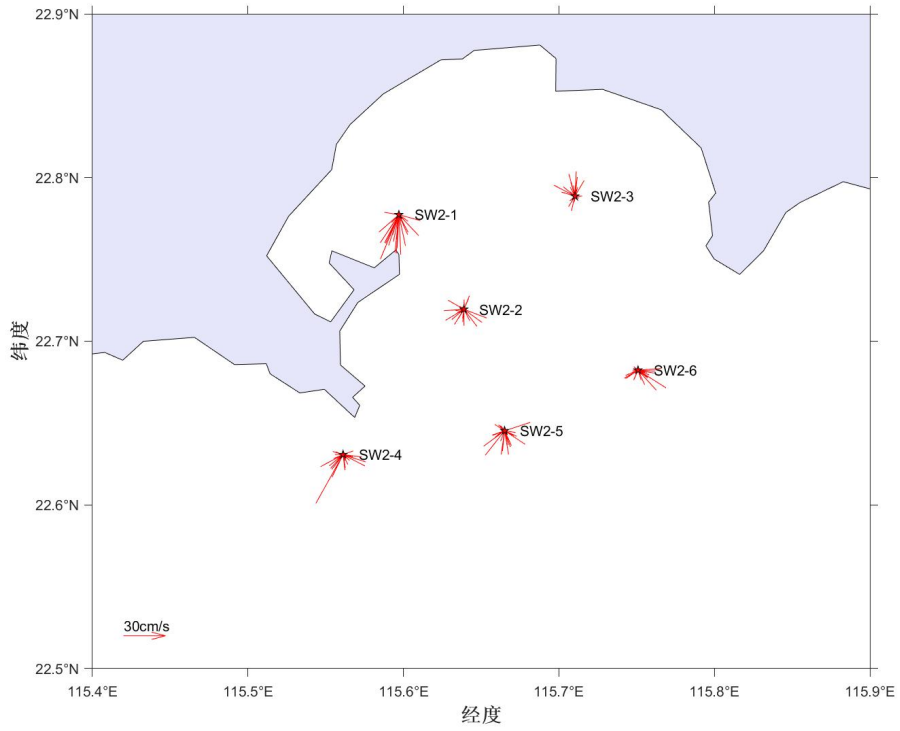 22.9°N
22.8°N
SW2-3
SW2-1
SW2-2
纬度
22.7°N
SW2-6
SW2-5
SW2-4
22.6°N
30cm/s
22.5°N
115.4°E
115.5°E
115.6°E
115.7°E
115.8°E
115.9°E
经度